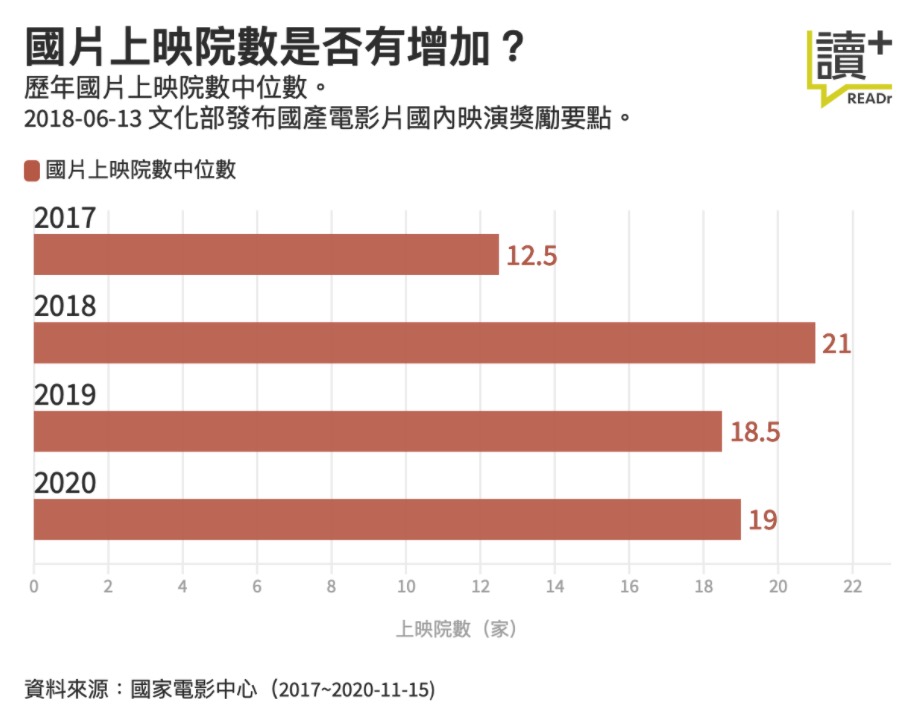 國片上映院數是否有增加？
讀+
READr
歷年國片上映院數中位數。
2018-06-13 文化部發布國產電影片國內映演獎勵要點。
國片上映院數中位數
2017
12.5
2018
21
2019
18.5
2020
19
0 2 4 6 8 10 12 14 16 18 20 22
上映院數（家）
資料來源：國家電影中心（2017~2020-11-15)